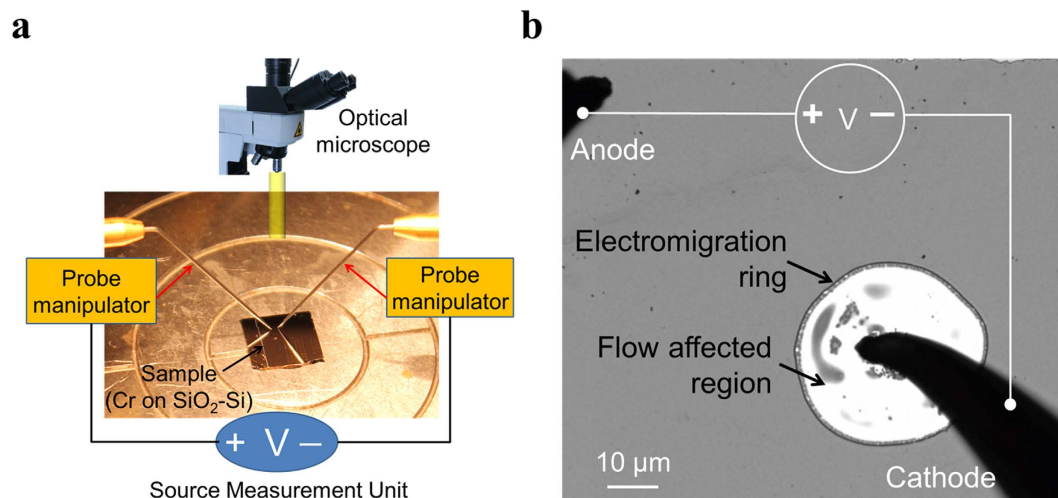 a
Optical
microscope
Probe
manipulator
Probe
manipulator
Sample
(Cr on SiO₂-Si)
+ V –
Source Measurement Unit
b
+ V –
Anode
Electromigration
ring
Flow affected
region
10 µm
Cathode